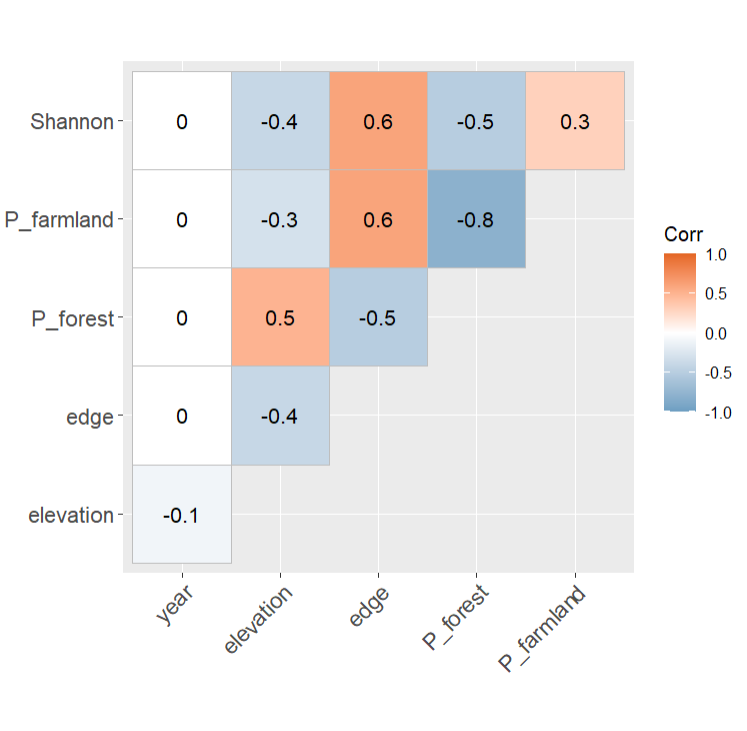 Shannon 0 -0.4 0.6 -0.5 0.3
P_farmland 0 -0.3 0.6 -0.8
P_forest 0 0.5 -0.5
edge 0 -0.4
elevation -0.1
year elevation edge P_forest P_farmland
Corr
1.0
0.5
0.0
-0.5
-1.0